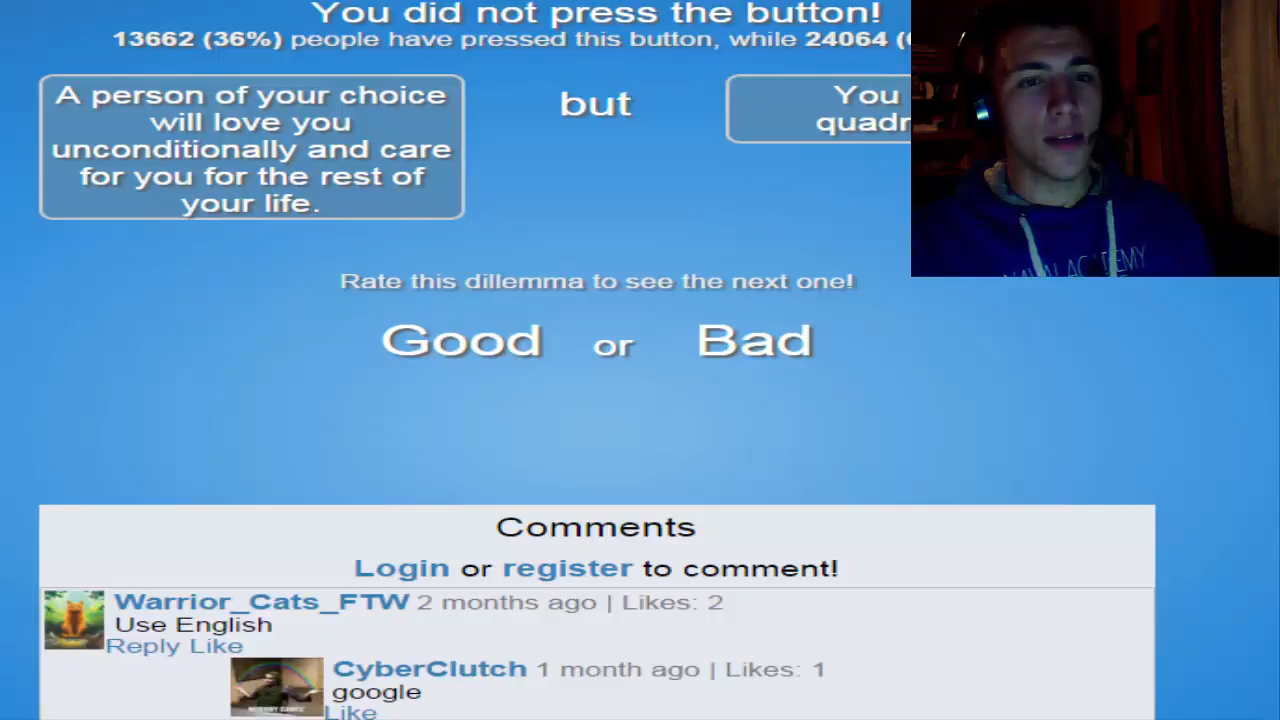 You did not press the button!
13662 (36%) people have pressed this button, while 24064
A person of your choice
will love you
unconditionally and care
for you for the rest of
your life.
but
You
Rate this dillemma to see the next one!
Good or Bad
Comments
Login or register to comment!
Warrior_Cats_FTW 2 months ago | Likes: 2
Use English
Reply Like
CyberClutch 1 month ago | Likes: 1
google
Like